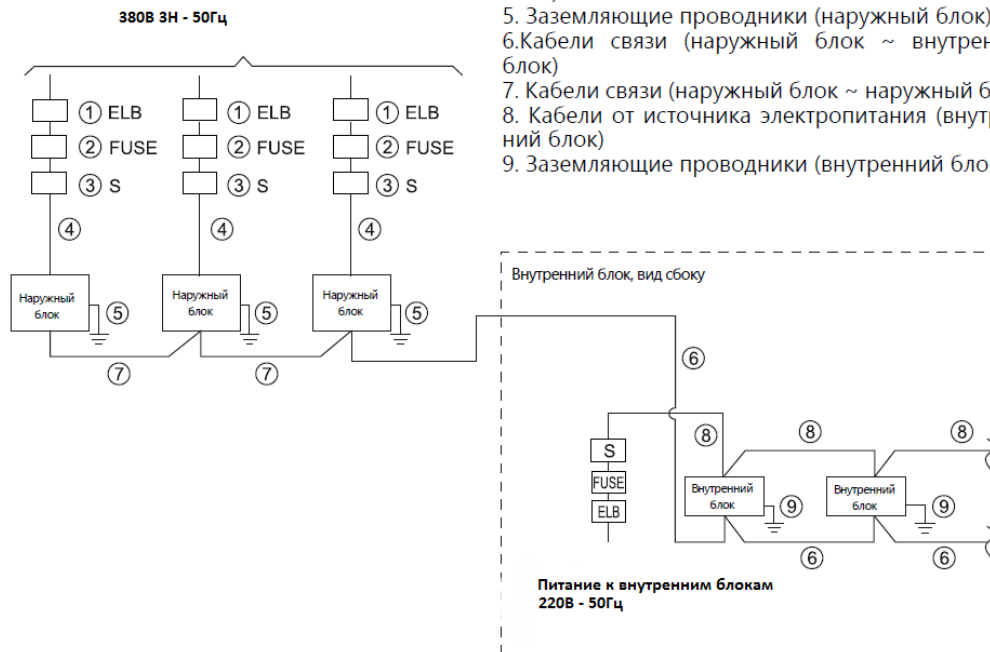 380В 3Н - 50Гц
5. Заземляющие проводники (наружный блок)
6.Кабели связи (наружный блок ~
блок)
7. Кабели связи (наружный блок ~ наружный
8. Кабели от источника электропитания
ний блок)
9. Заземляющие проводники (внутренний
① ELB ① ELB ① ELB
② FUSE ② FUSE ② FUSE
③ S ③ S ③ S
④ ④ ④
Наружный Наружный Наружный
блок блок блок
⑤ ⑤ ⑤
⑦ ⑦
Внутренний блок, вид сбоку
⑥
⑧ ⑧ ⑧
S
FUSE
ELB
Внутренний Внутренний
блок блок
⑨ ⑨
⑥ ⑥
Питание к внутренним блокам
220В - 50Гц